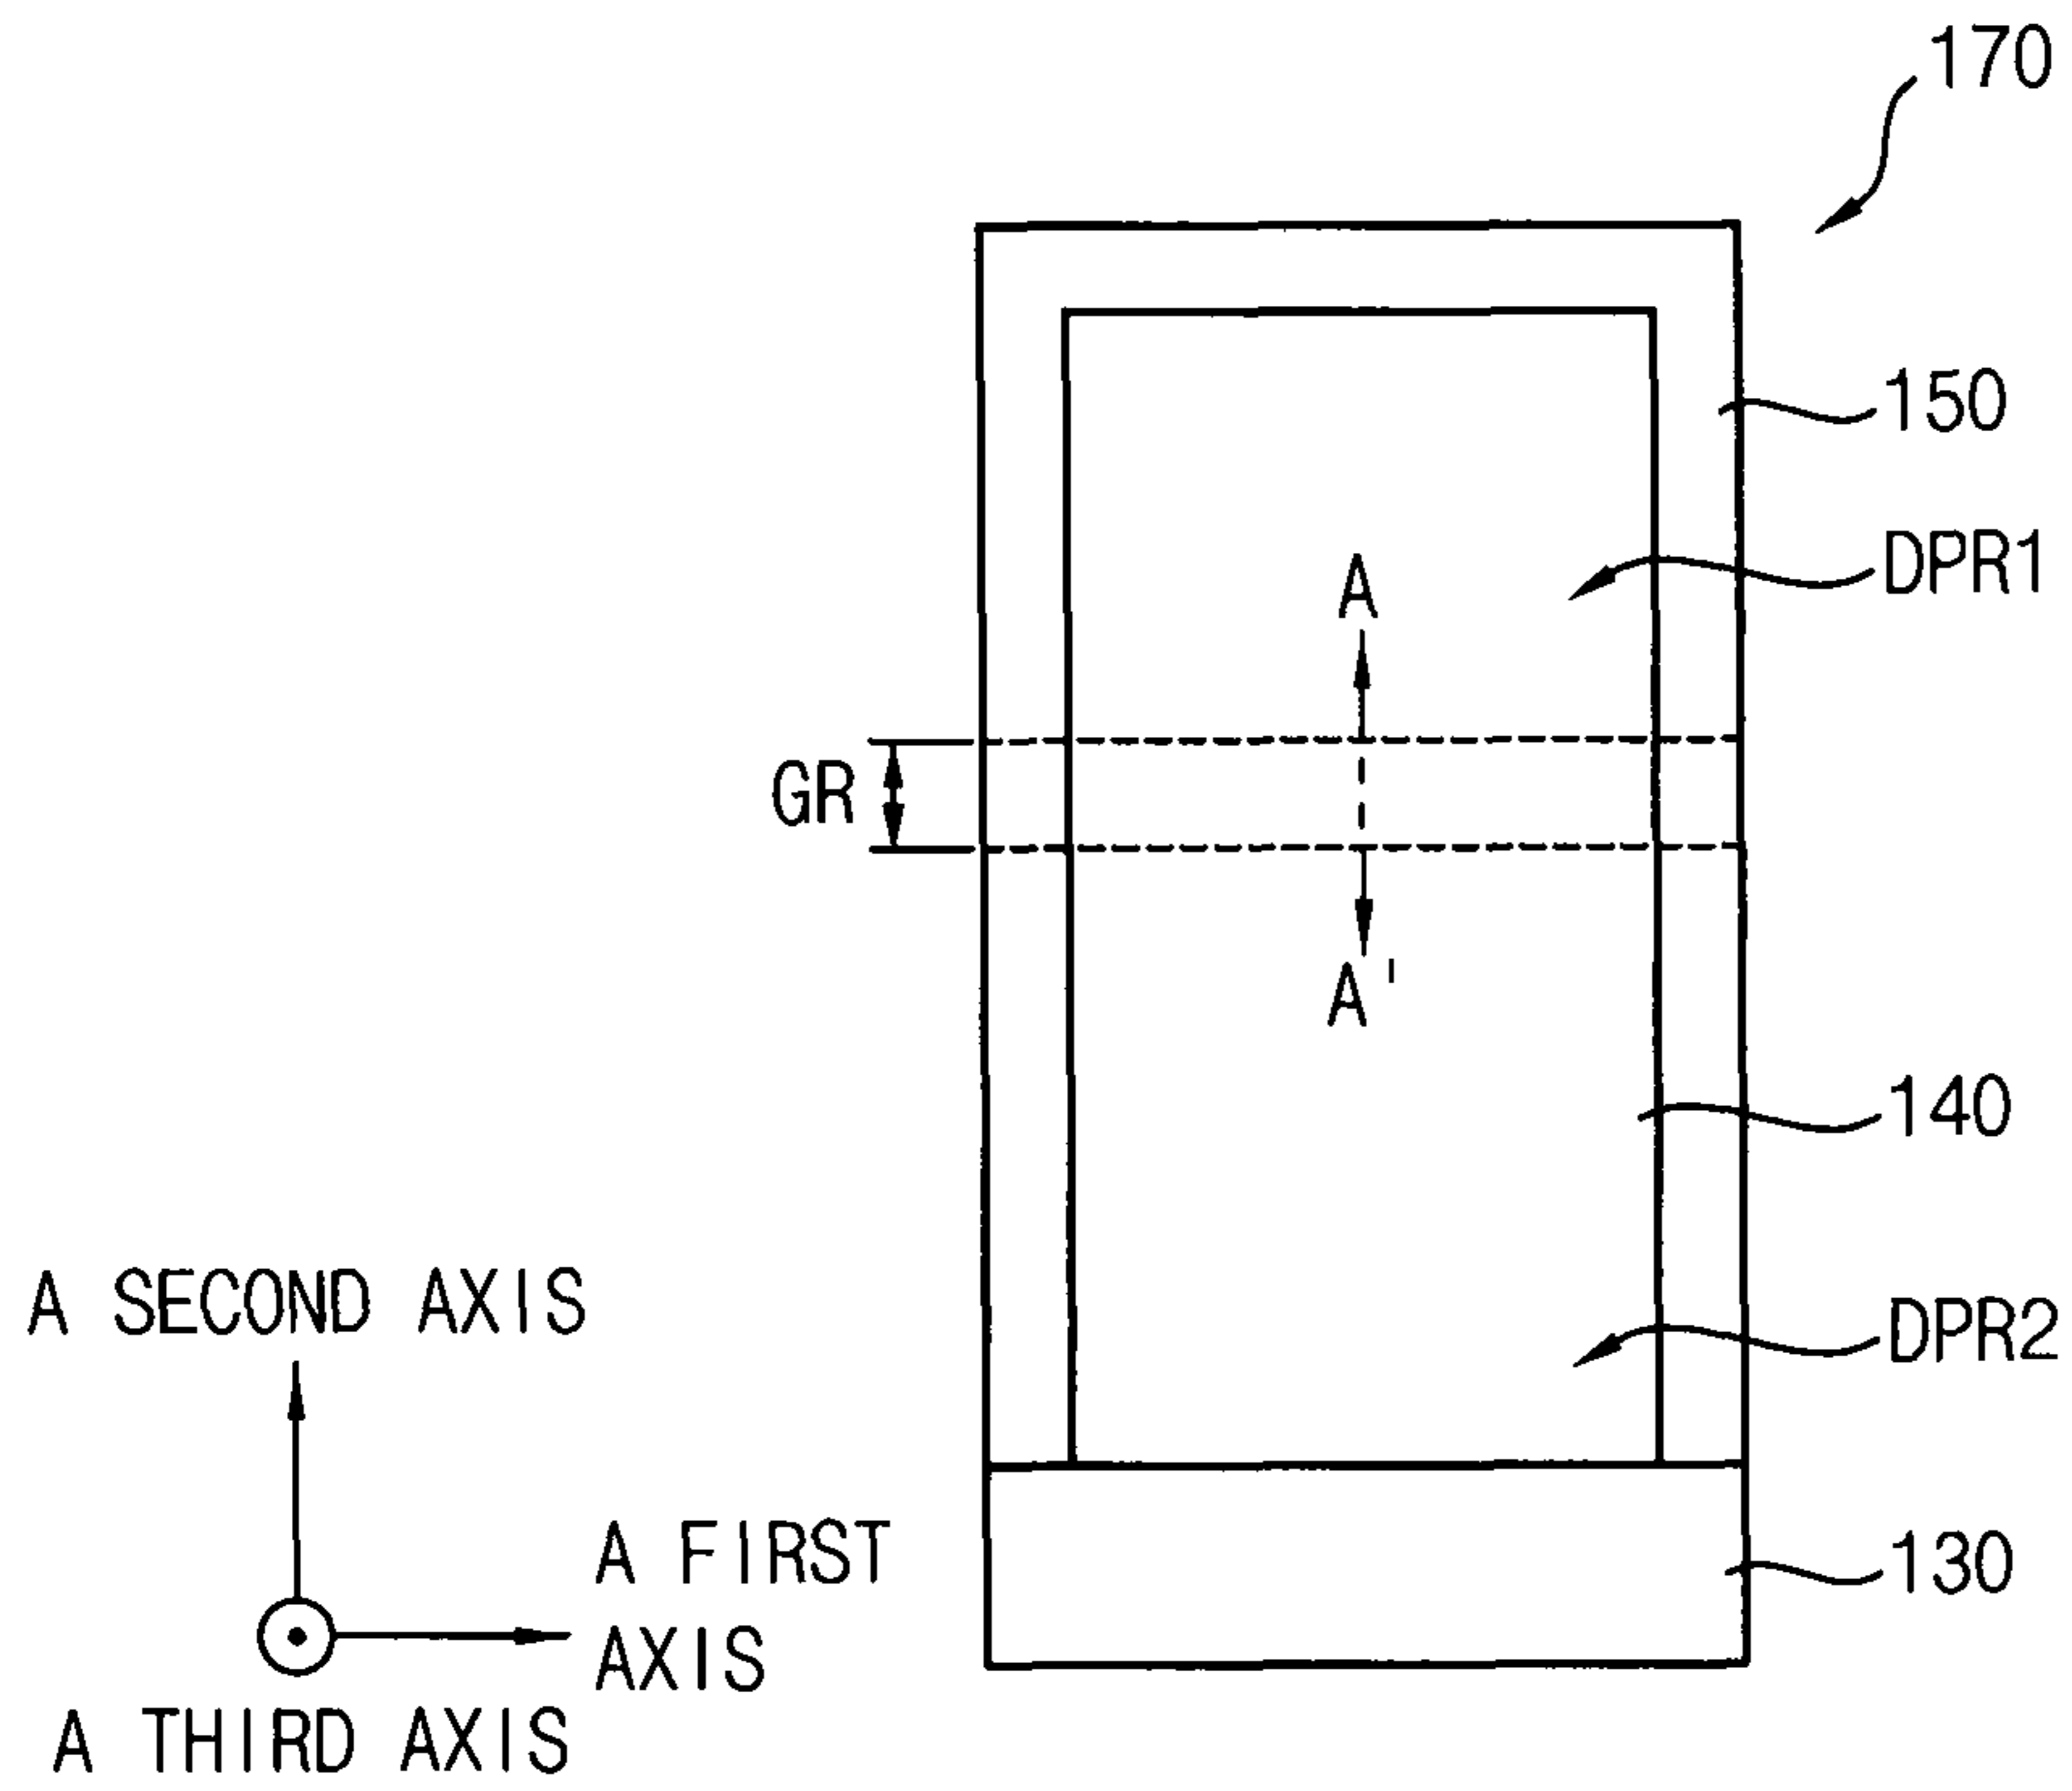 170
150
DPR1
A
GR
A'
140
A SECOND AXIS
DPR2
A FIRST
AXIS
130
A THIRD AXIS